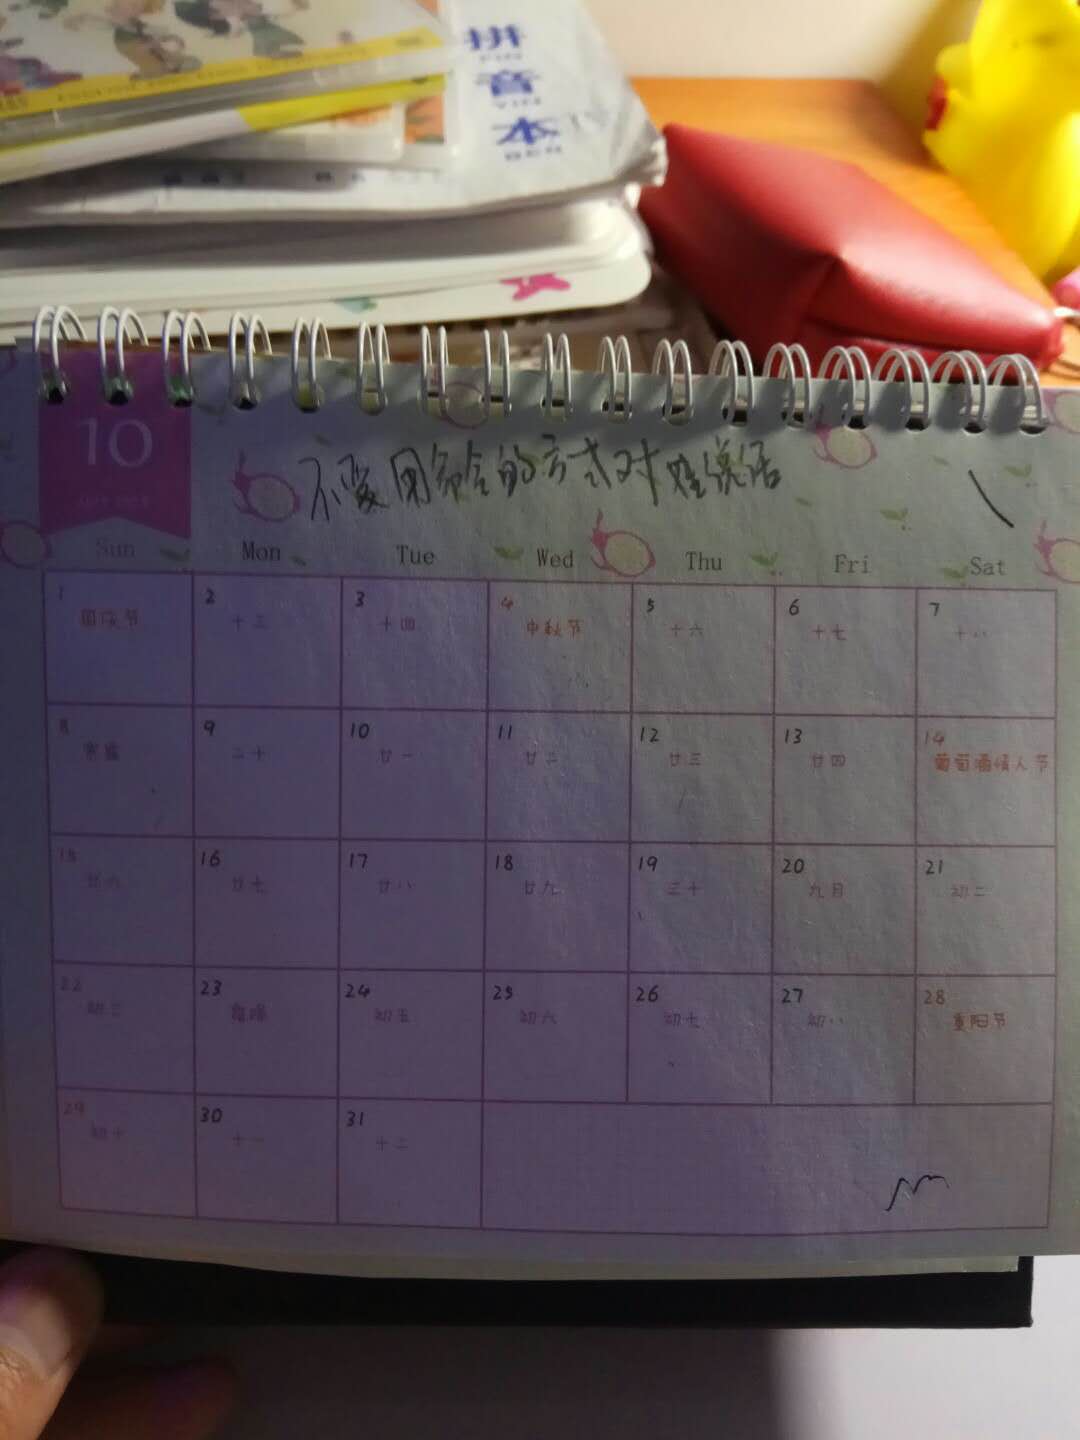 拼
PIN
音
YIN
本
BEN
10
不要用命令的方式对娃说话
Sun Mon Tue Wed Thu Fri Sat
1 2 3 4 5 6 7
国庆节 十三 十四 中秋节 十六 十七 十八
8 9 10 11 12 13 14
寒露 二十 廿一 廿二 廿三 廿四 葡萄酒情人节
15 16 17 18 19 20 21
廿六 廿七 廿八 廿九 三十 九月 初二
22 23 24 25 26 27 28
初三 霜降 初五 初六 初七 初八 重阳节
29 30 31
初十 十一 十二